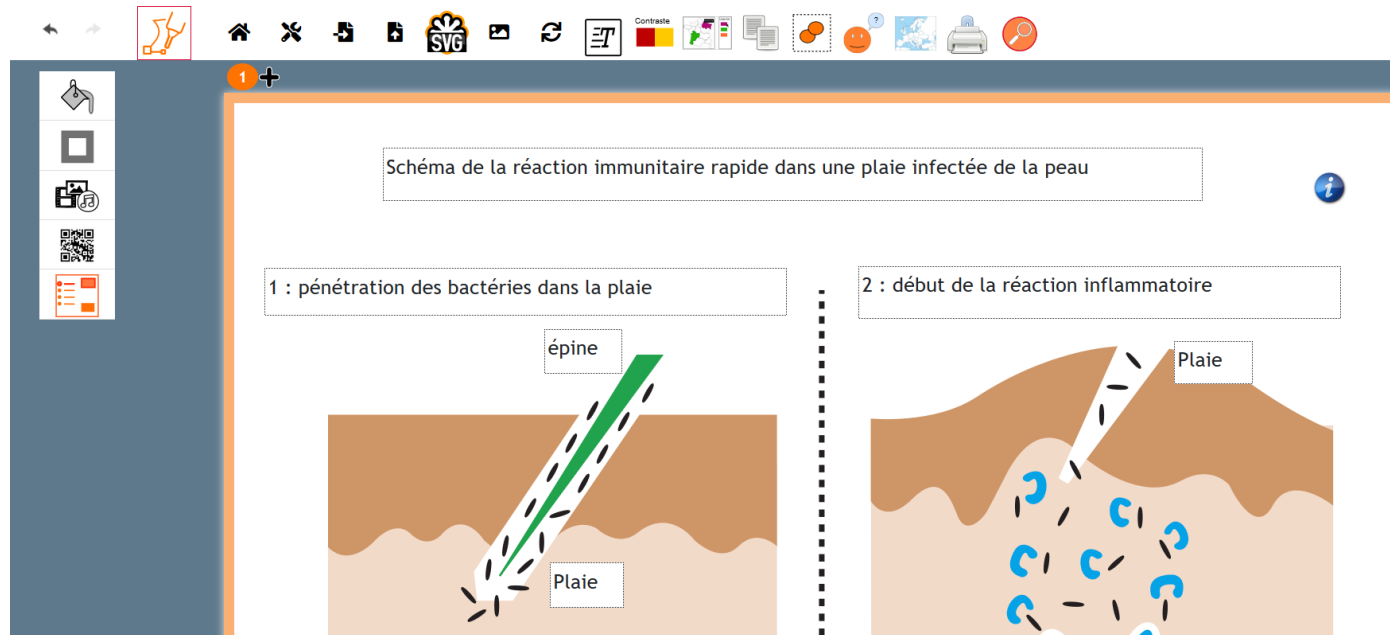 SVG
T
Contraste
?
1
Schéma de la réaction immunitaire rapide dans une plaie infectée de la peau
i
1 : pénétration des bactéries dans la plaie
2 : début de la réaction inflammatoire
épine
Plaie
Plaie